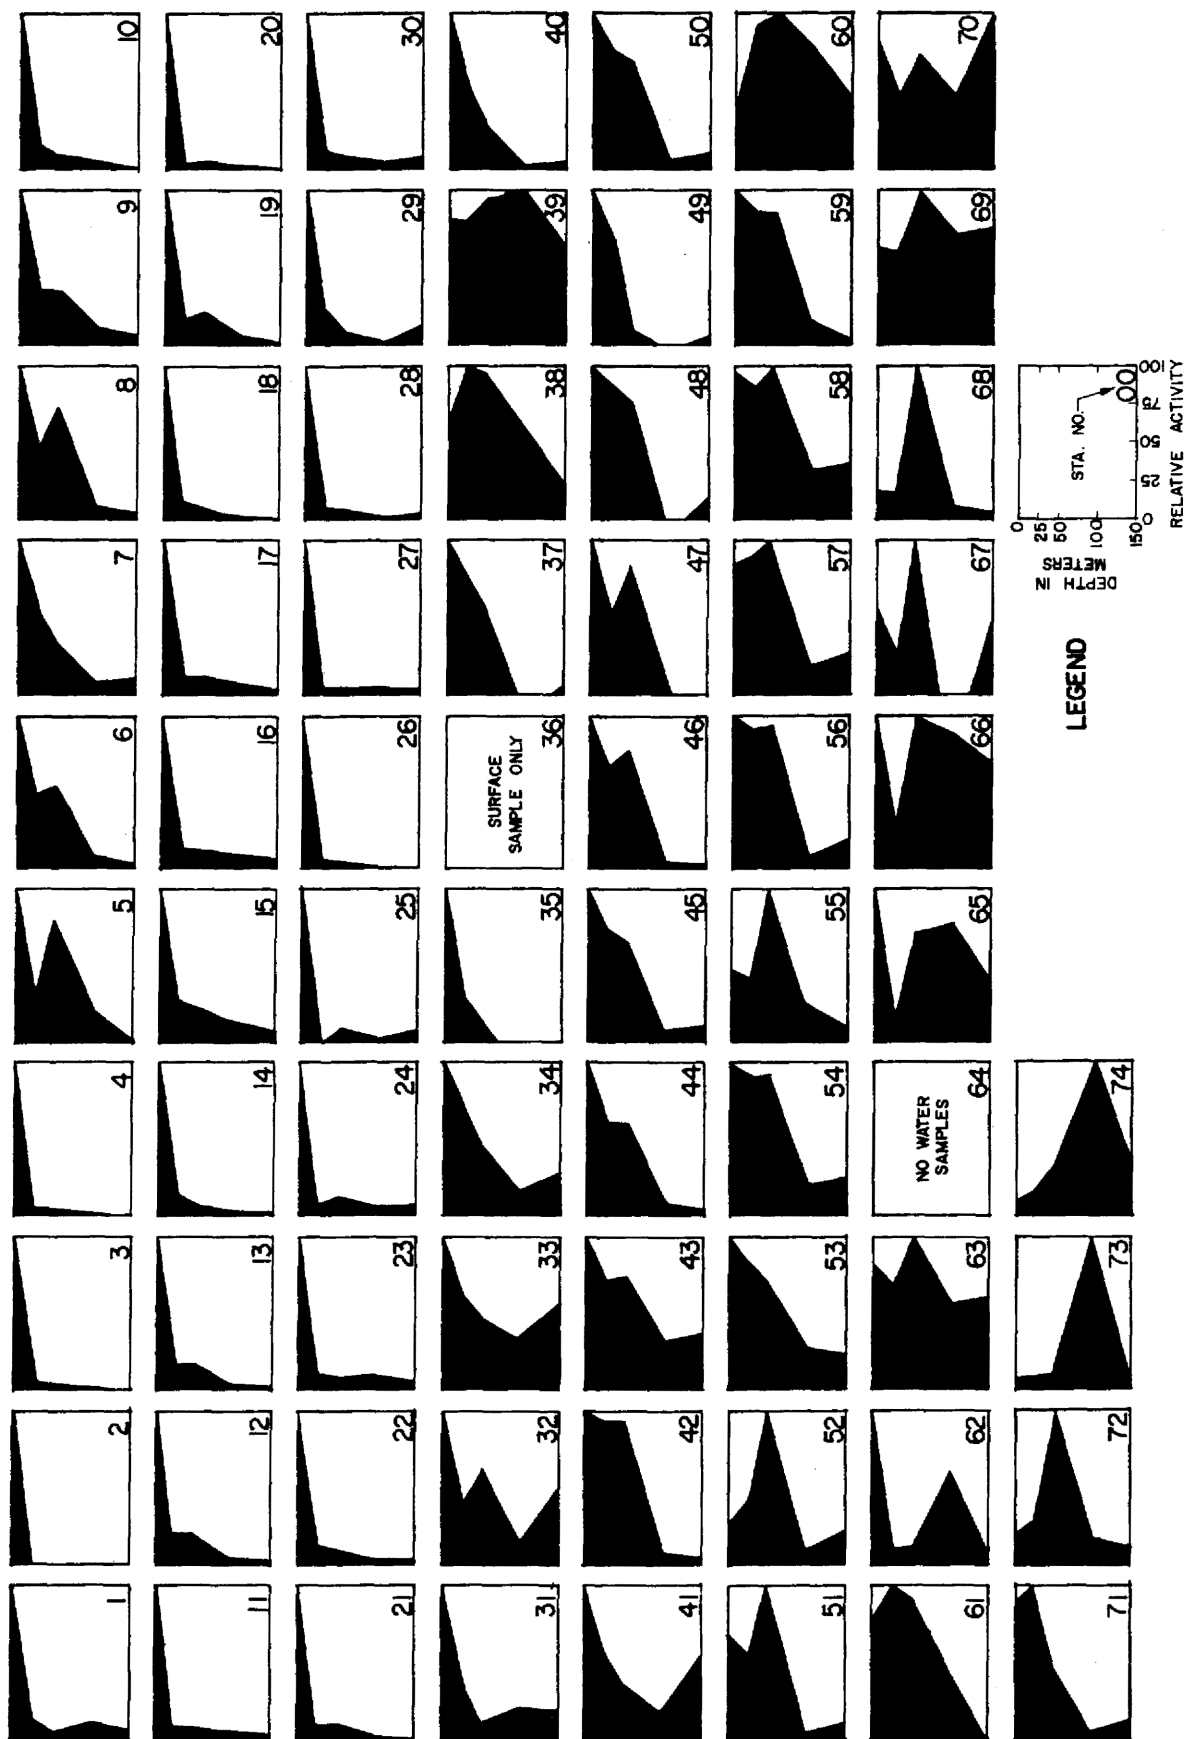 1 2 3 4 5 6 7 8 9 10
11 12 13 14 15 16 17 18 19 20
21 22 23 24 25 26 27 28 29 30
SURFACE
SAMPLE ONLY
31 32 33 34 35 36 37 38 39 40
41 42 43 44 45 46 47 48 49 50
51 52 53 54 55 56 57 58 59 60
NO WATER
SAMPLES
61 62 63 64 65 66 67 68 69 70
71 72 73 74
LEGEND
DEPTH IN
METERS
0
25
50
100
150
STA. NO.
00
0 25 50 75 100
RELATIVE ACTIVITY